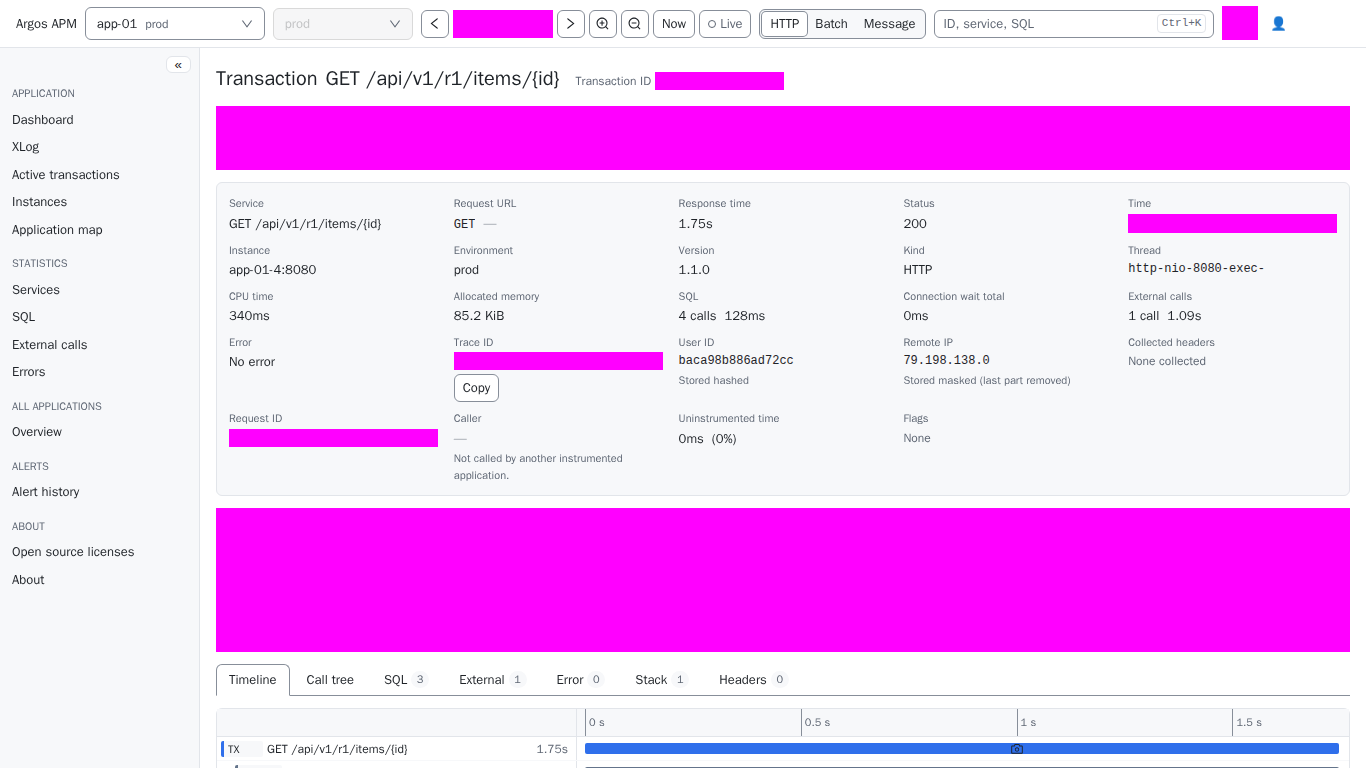 Argos APM app-01 prod prod Now Live HTTP Batch Message ID, service, SQL Ctrl+K
«
APPLICATION
Dashboard
XLog
Active transactions
Instances
Application map
STATISTICS
Services
SQL
External calls
Errors
ALL APPLICATIONS
Overview
ALERTS
Alert history
ABOUT
Open source licenses
About
Transaction GET /api/v1/r1/items/{id} Transaction ID
Service Request URL Response time Status Time
GET /api/v1/r1/items/{id} GET — 1.75s 200
Instance Environment Version Kind Thread
app-01-4:8080 prod 1.1.0 HTTP http-nio-8080-exec-
CPU time Allocated memory SQL Connection wait total External calls
340ms 85.2 KiB 4 calls 128ms 0ms 1 call 1.09s
Error Trace ID User ID Remote IP Collected headers
No error baca98b886ad72cc 79.198.138.0 None collected
Stored hashed Stored masked (last part removed)
Copy
Request ID Caller Uninstrumented time Flags
— 0ms (0%) None
Not called by another instrumented
application.
Timeline Call tree SQL 3 External 1 Error 0 Stack 1 Headers 0
0 s 0.5 s 1 s 1.5 s
TX GET /api/v1/r1/items/{id} 1.75s